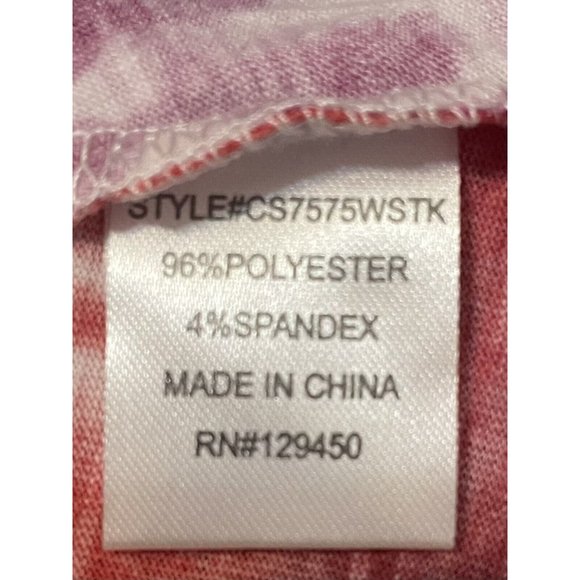 STYLE#CS7575WSTK
96%POLYESTER
4%SPANDEX
MADE IN CHINA
RN#129450